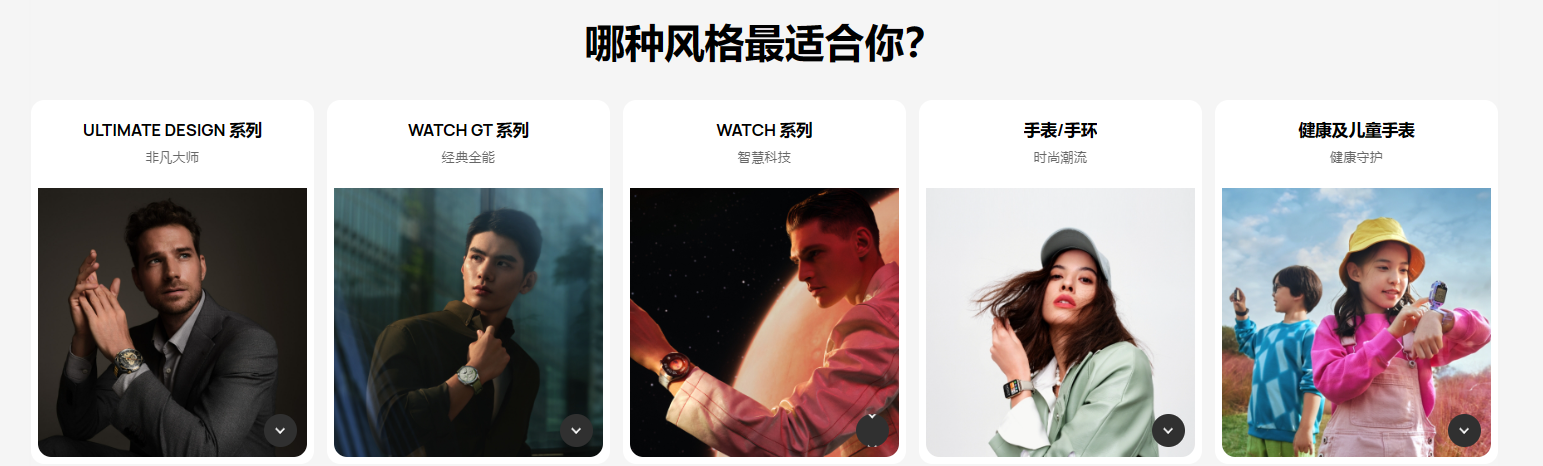 哪种风格最适合你?
ULTIMATE DESIGN 系列
非凡大师
WATCH GT 系列
经典全能
WATCH 系列
智慧科技
手表/手环
时尚潮流
健康及儿童手表
健康守护